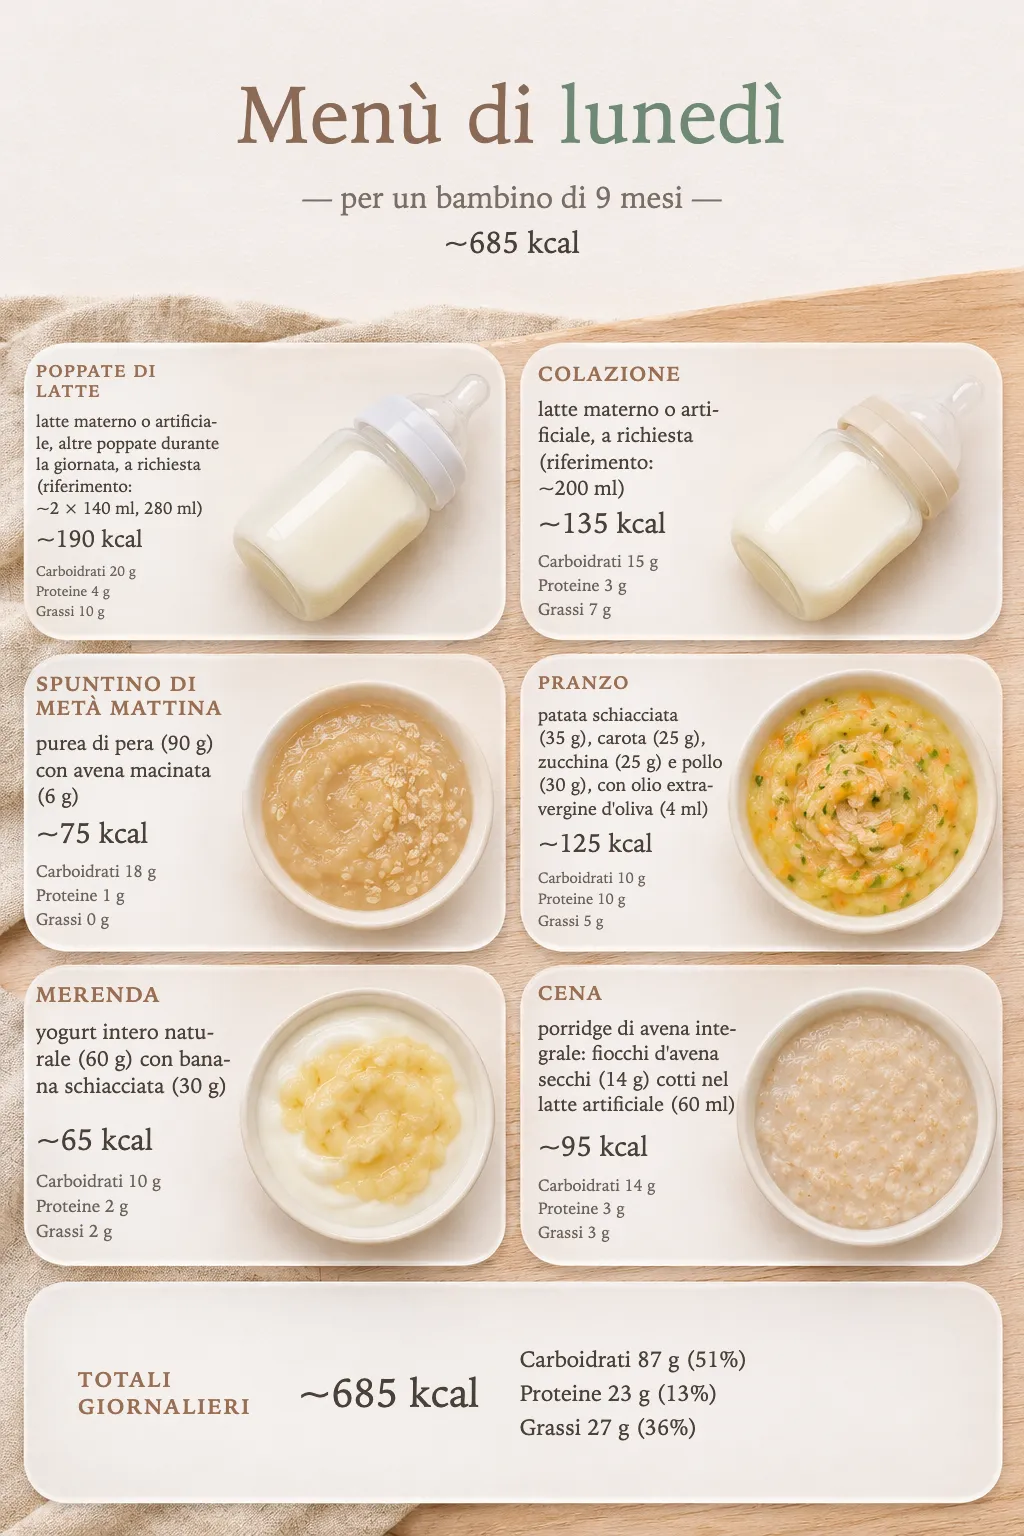 Menù di lunedì
— per un bambino di 9 mesi —
~685 kcal
POPPATE DI
LATTE
latte materno o artificia-
le, altre poppate durante
la giornata, a richiesta
(riferimento:
~2 × 140 ml, 280 ml)
~190 kcal
Carboidrati 20 g
Proteine 4 g
Grassi 10 g
COLAZIONE
latte materno o arti-
ficiale, a richiesta
(riferimento:
~200 ml)
~135 kcal
Carboidrati 15 g
Proteine 3 g
Grassi 7 g
SPUNTINO DI
METÀ MATTINA
purea di pera (90 g)
con avena macinata
(6 g)
~75 kcal
Carboidrati 18 g
Proteine 1 g
Grassi 0 g
PRANZO
patata schiacciata
(35 g), carota (25 g),
zucchina (25 g) e pollo
(30 g), con olio extra-
vergine d'oliva (4 ml)
~125 kcal
Carboidrati 10 g
Proteine 10 g
Grassi 5 g
MERENDA
yogurt intero natu-
rale (60 g) con bana-
na schiacciata (30 g)
~65 kcal
Carboidrati 10 g
Proteine 2 g
Grassi 2 g
CENA
porridge di avena inte-
grale: fiocchi d'avena
secchi (14 g) cotti nel
latte artificiale (60 ml)
~95 kcal
Carboidrati 14 g
Proteine 3 g
Grassi 3 g
TOTALI
GIORNALIERI
~685 kcal
Carboidrati 87 g (51%)
Proteine 23 g (13%)
Grassi 27 g (36%)